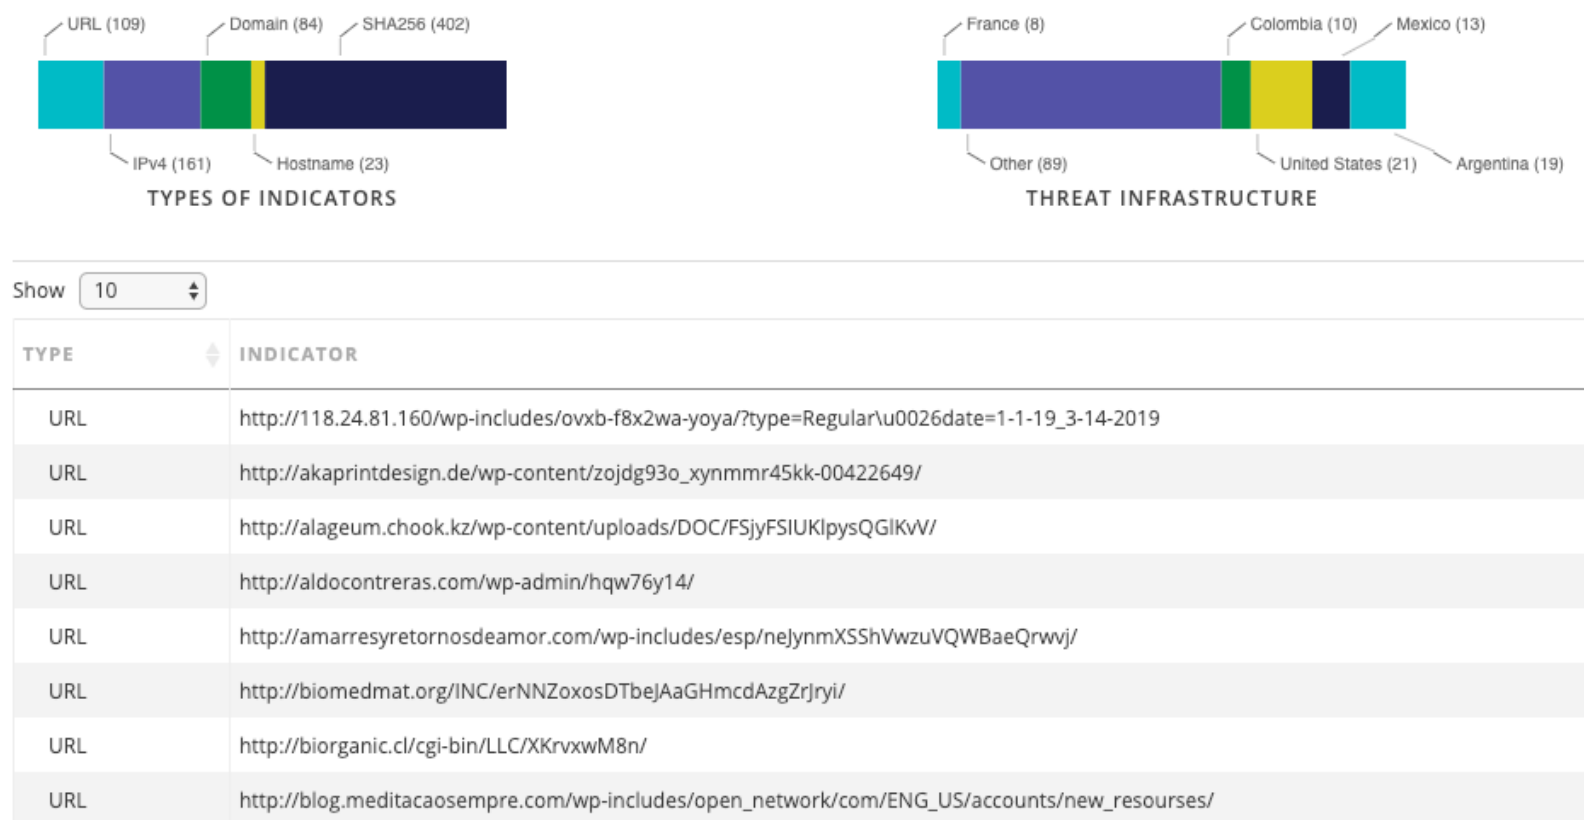 URL (109)
Domain (84)
SHA256 (402)
IPv4 (161)
Hostname (23)
TYPES OF INDICATORS
France (8)
Colombia (10)
Mexico (13)
Other (89)
United States (21)
Argentina (19)
THREAT INFRASTRUCTURE
Show 10
TYPE INDICATOR
URL http://118.24.81.160/wp-includes/ovxb-f8x2wa-yoya/?type=Regular\u0026date=1-1-19_3-14-2019
URL http://akaprintdesign.de/wp-content/zojdg93o_xynmmr45kk-00422649/
URL http://alageum.chook.kz/wp-content/uploads/DOC/FSjyFSIUKlpysQGlKvV/
URL http://aldocontreras.com/wp-admin/hqw76y14/
URL http://amarresyretornosdeamor.com/wp-includes/esp/neJynmXSShVwzuVQWBaeQrwvj/
URL http://biomedmat.org/INC/erNNZoxosDTbeJAaGHmcdAzgZrJryi/
URL http://biorganic.cl/cgi-bin/LLC/XKrvxwM8n/
URL http://blog.meditacaosempre.com/wp-includes/open_network/com/ENG_US/accounts/new_resourses/